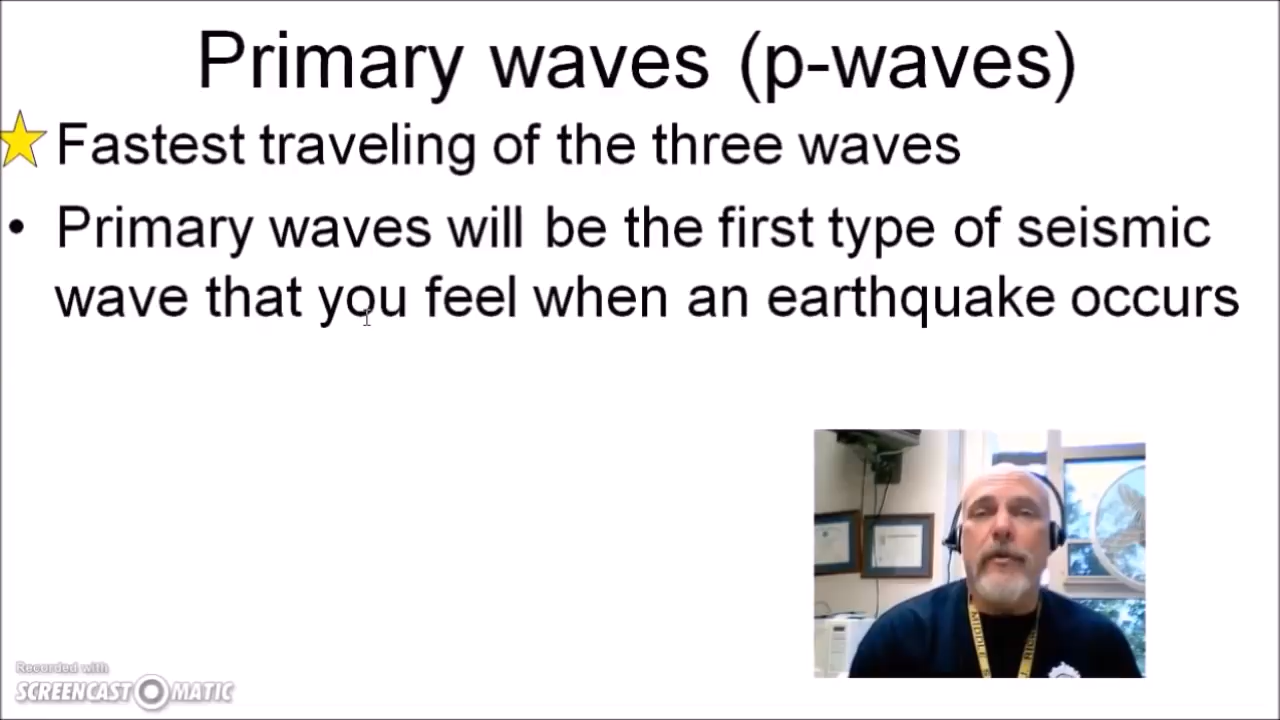 Primary waves (p-waves)
Fastest traveling of the three waves
• Primary waves will be the first type of seismic
wave that you feel when an earthquake occurs
MIDDLE
Recorded with
SCREENCAST MATIC